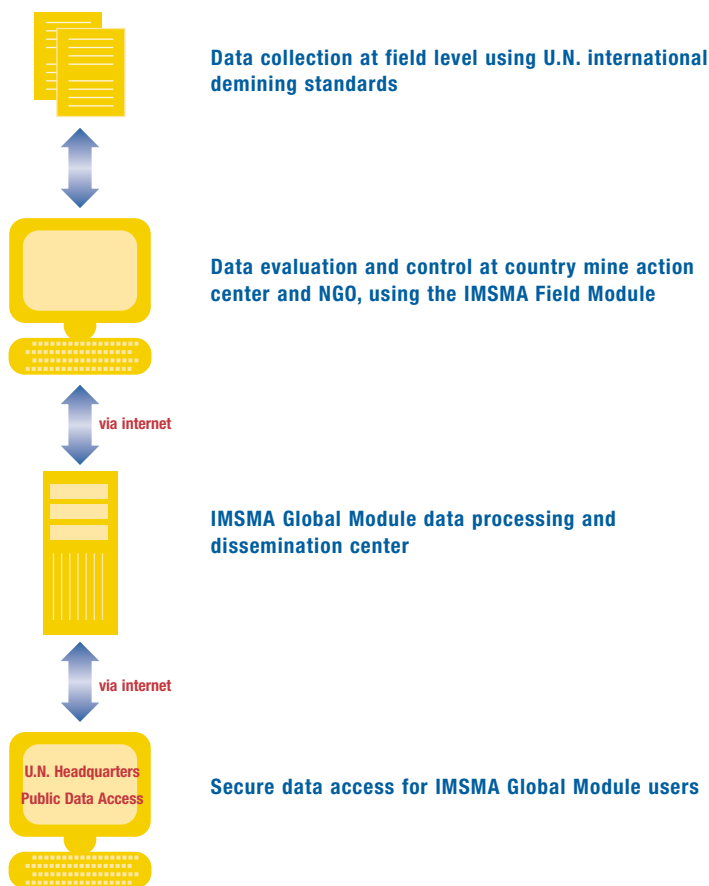 Data collection at field level using U.N. international
demining standards
Data evaluation and control at country mine action
center and NGO, using the IMSMA Field Module
via internet
IMSMA Global Module data processing and
dissemination center
via internet
U.N. Headquarters
Public Data Access
Secure data access for IMSMA Global Module users